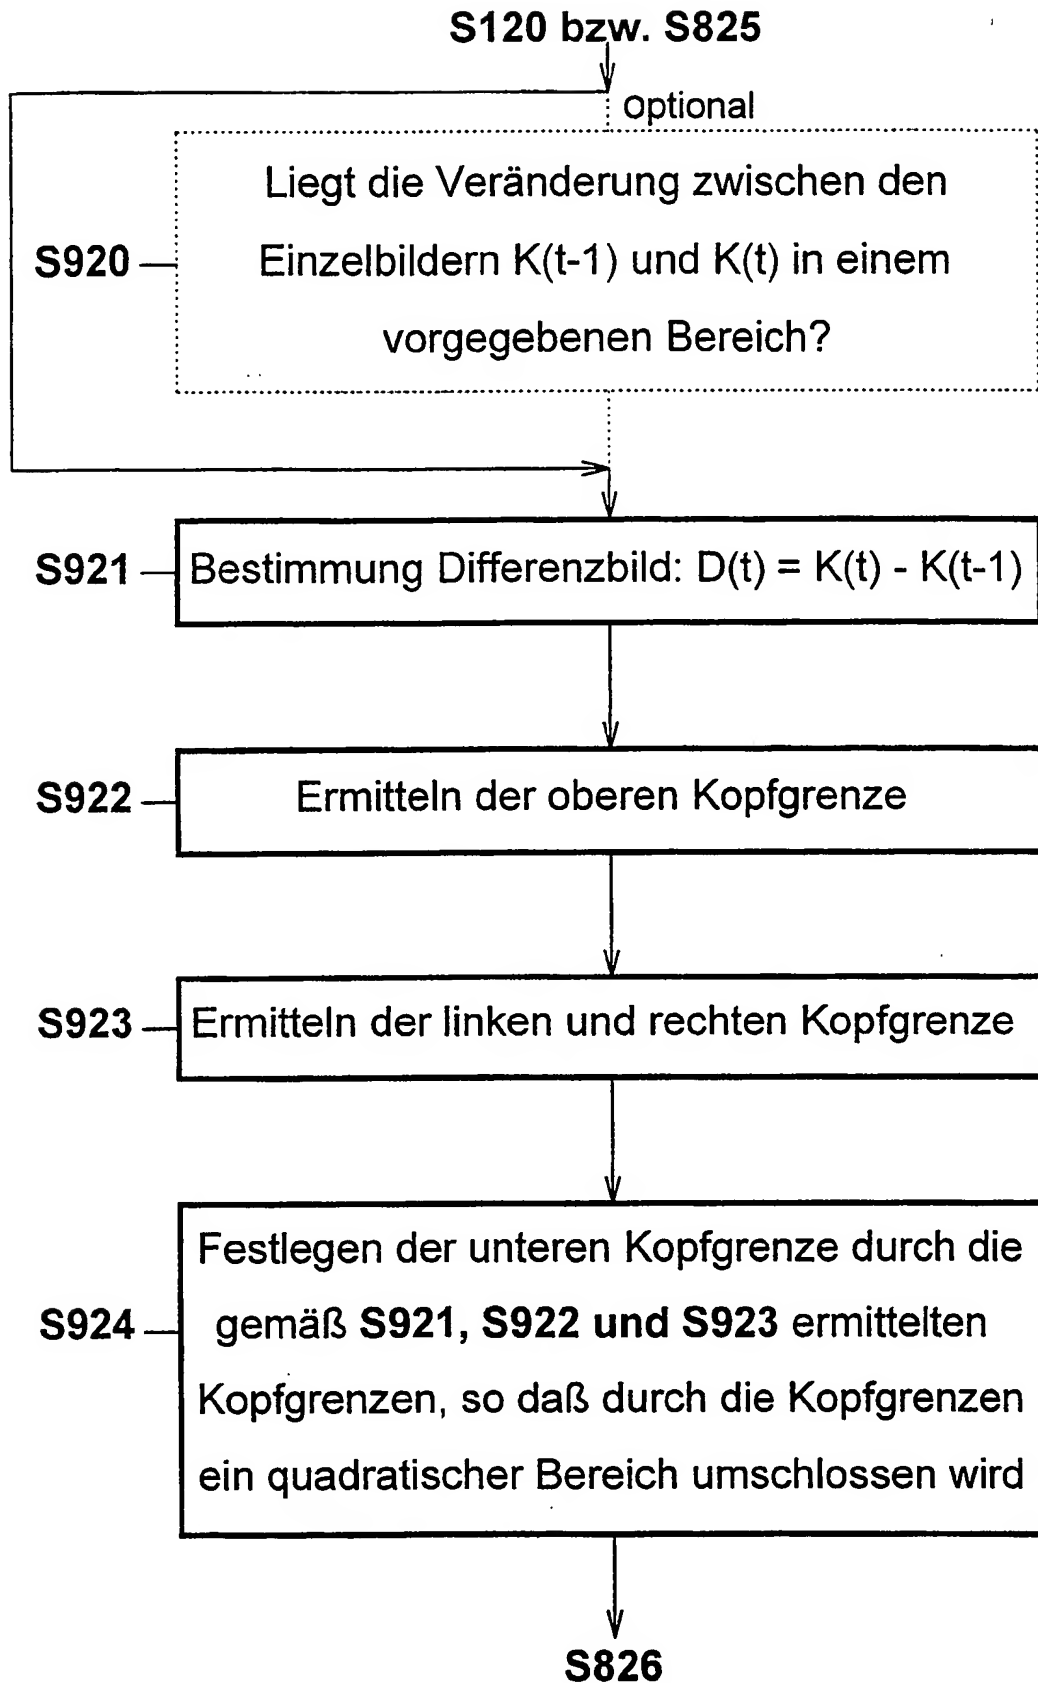 S120 bzw. S825
optional
Liegt die Veränderung zwischen den
S920
Einzelbildern K(t-1) und K(t) in einem
vorgegebenen Bereich?
S921
Bestimmung Differenzbild: D(t) = K(t) - K(t-1)
S922
Ermitteln der oberen Kopfgrenze
S923
Ermitteln der linken und rechten Kopfgrenze
Festlegen der unteren Kopfgrenze durch die
S924
gemäß S921, S922 und S923 ermittelten
Kopfgrenzen, so daß durch die Kopfgrenzen
ein quadratischer Bereich umschlossen wird
S826